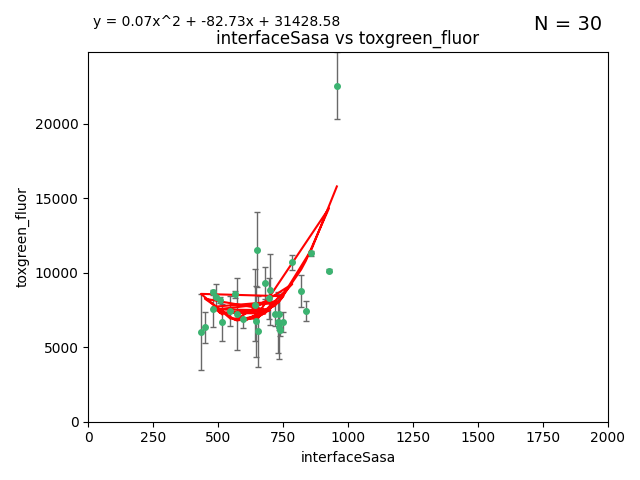 y = 0.07x^2 + -82.73x + 31428.58
N = 30
interfaceSasa vs toxgreen_fluor
20000
15000
10000
5000
0
toxgreen_fluor
0 250 500 750 1000 1250 1500 1750 2000
interfaceSasa